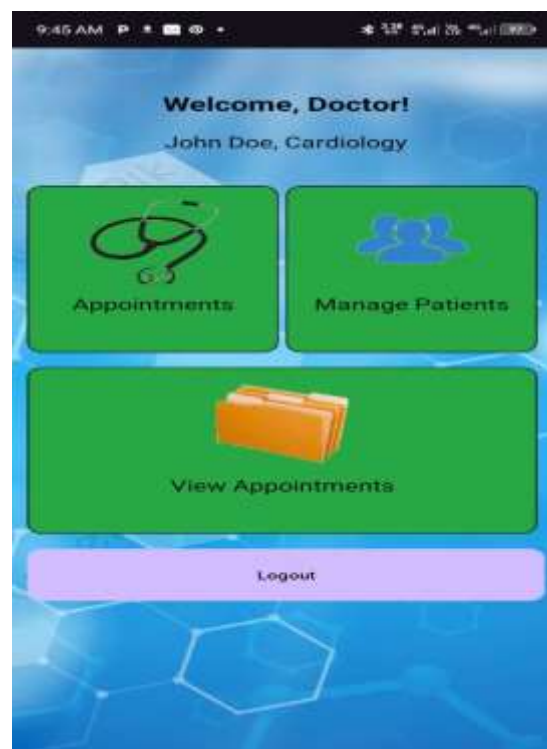 9:45 AM P
Welcome, Doctor!
John Doe, Cardiology
Appointments
Manage Patients
View Appointments
Logout